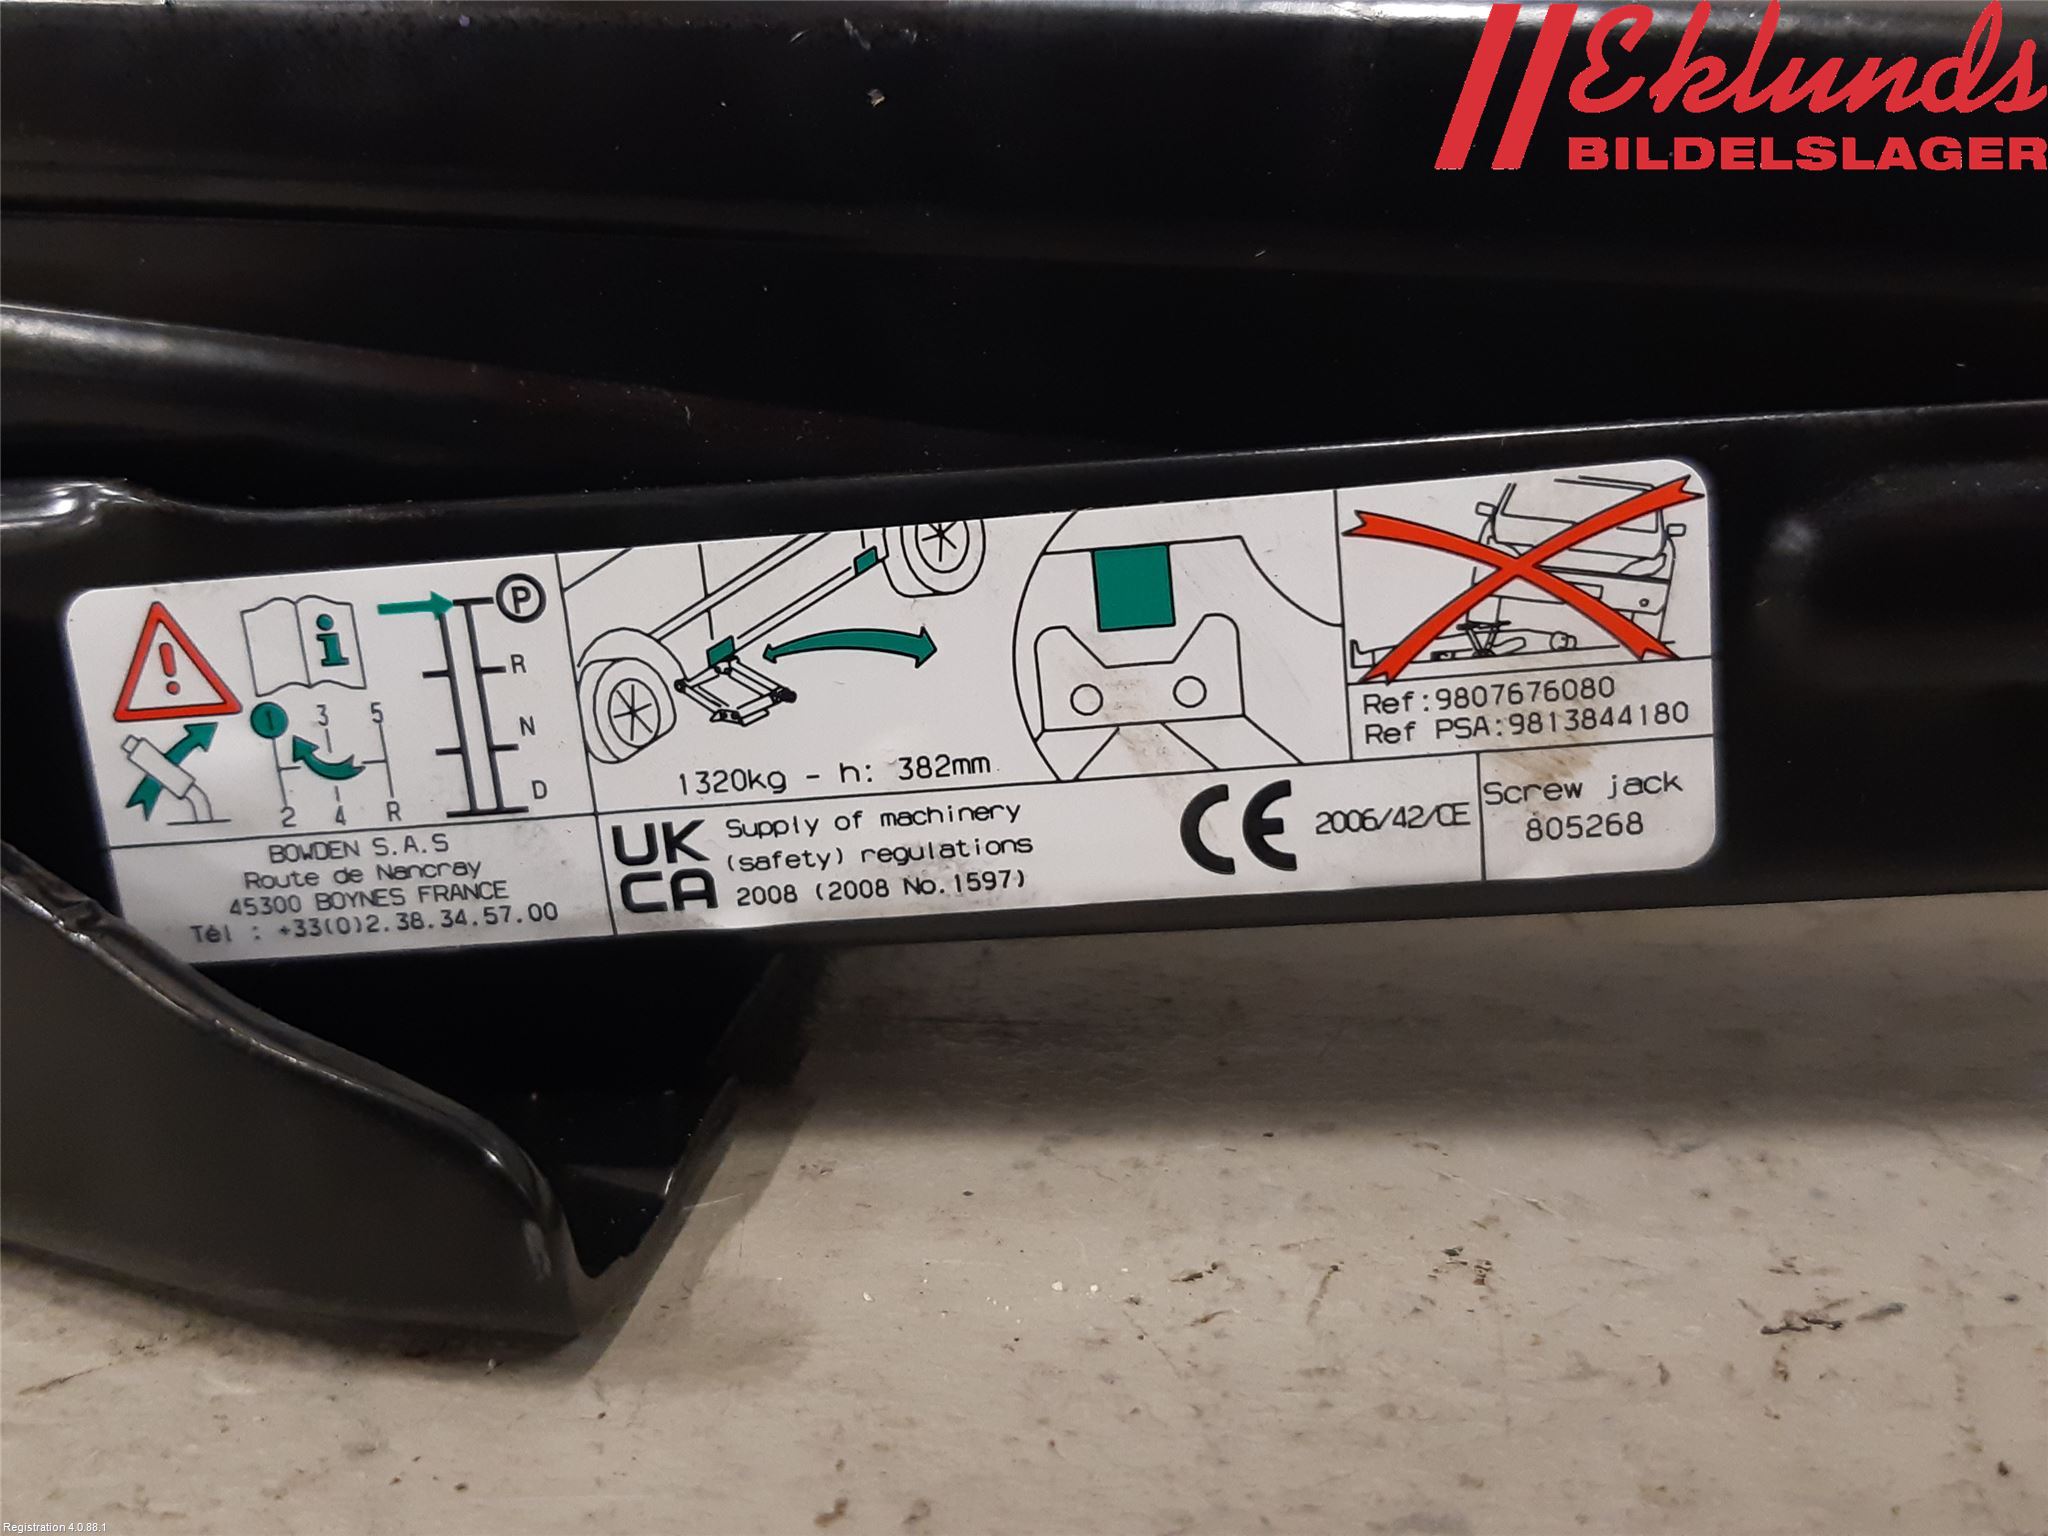 Eklunds
BILDELSLAGER
P
R
N
D
1 3 5
2 4 R
1320kg - h: 382mm
Ref:9807676080
Ref PSA:9813844180
BOWDEN S.A.S
Route de Nancray
45300 BOYNES FRANCE
Tél : +33(0)2.38.34.57.00
UK
CA
Supply of machinery
(safety) regulations
2008 (2008 No.1597)
CE 2006/42/CE
Screw jack
805268
Registration 4.0.88.1